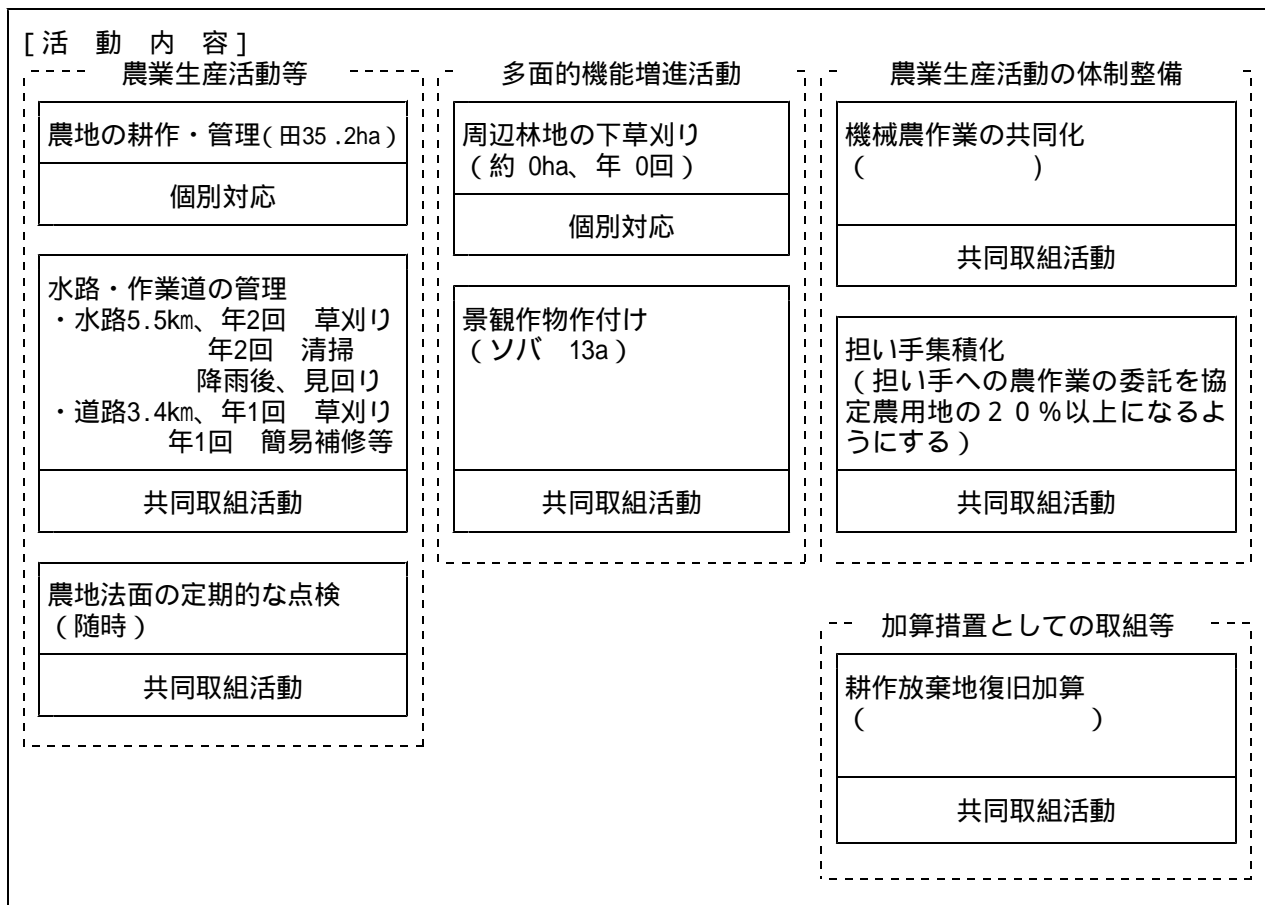 [活 動 内 容]
農業生産活動等
農地の耕作・管理(田35.2ha)
個別対応
水路・作業道の管理
・水路5.5㎞、年2回 草刈り
年2回 清掃
降雨後、見回り
・道路3.4㎞、年1回 草刈り
年1回 簡易補修等
共同取組活動
農地法面の定期的な点検
(随時)
共同取組活動
多面的機能増進活動
周辺林地の下草刈り
(約 0ha、年 0回)
個別対応
景観作物作付け
(ソバ 13a)
共同取組活動
農業生産活動の体制整備
機械農作業の共同化
( )
共同取組活動
担い手集積化
(担い手への農作業の委託を協
定農用地の20%以上になるよ
うにする)
共同取組活動
加算措置としての取組等
耕作放棄地復旧加算
( )
共同取組活動